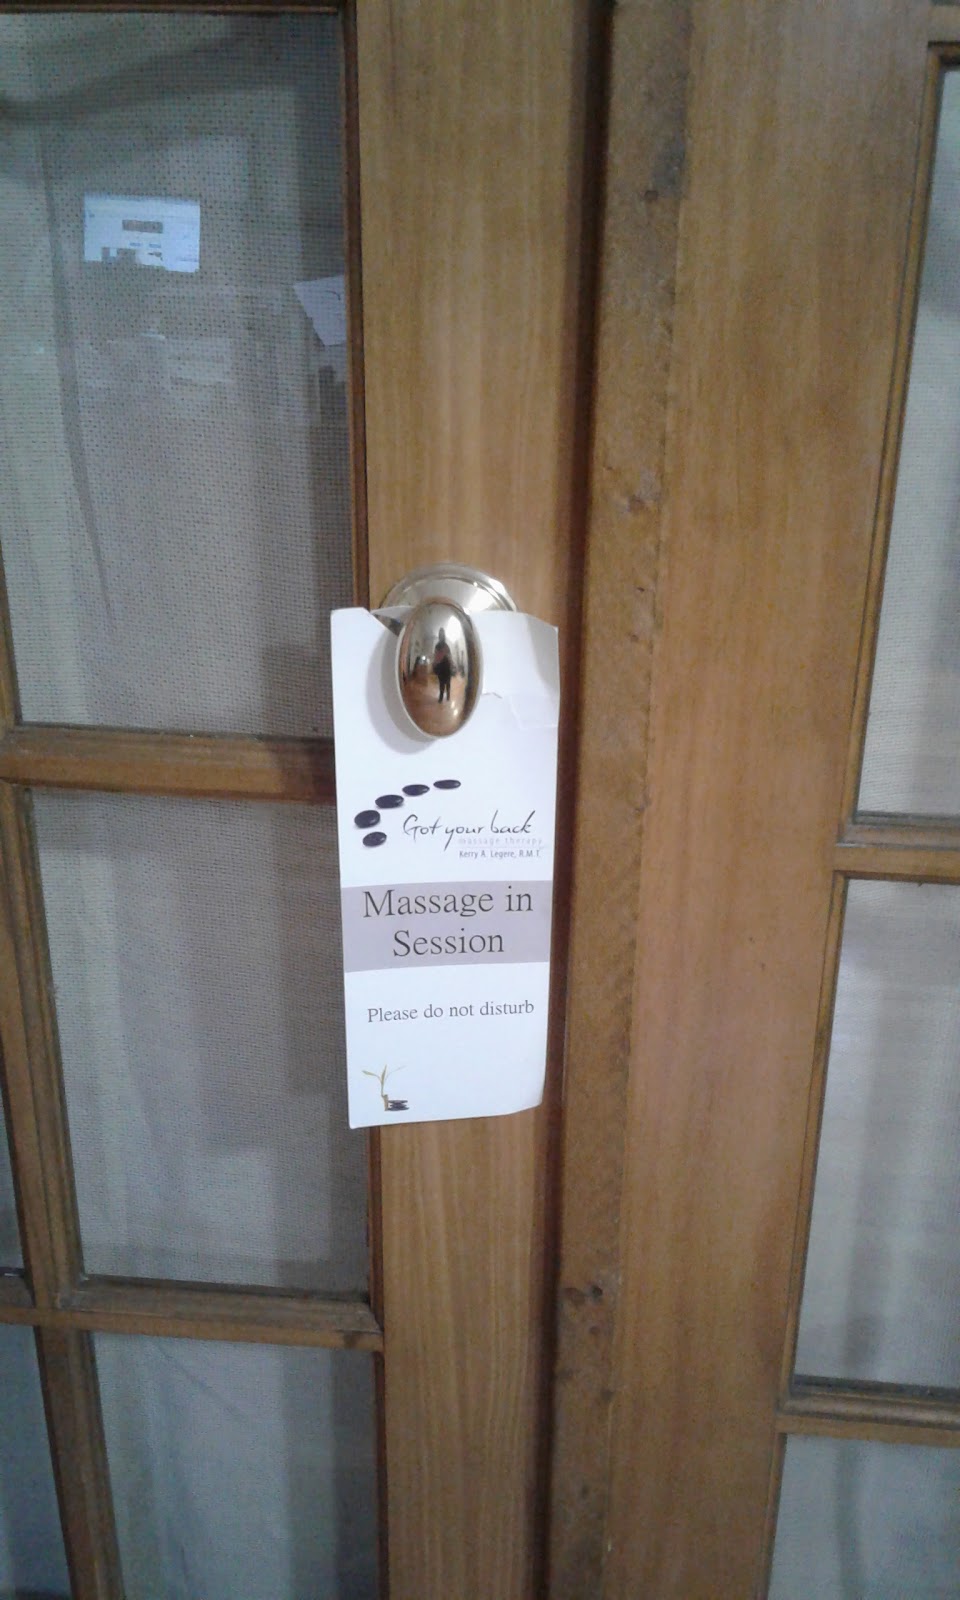 Got your back
massage therapy
Kerry A. Legere, R.M.T.
Massage in
Session
Please do not disturb